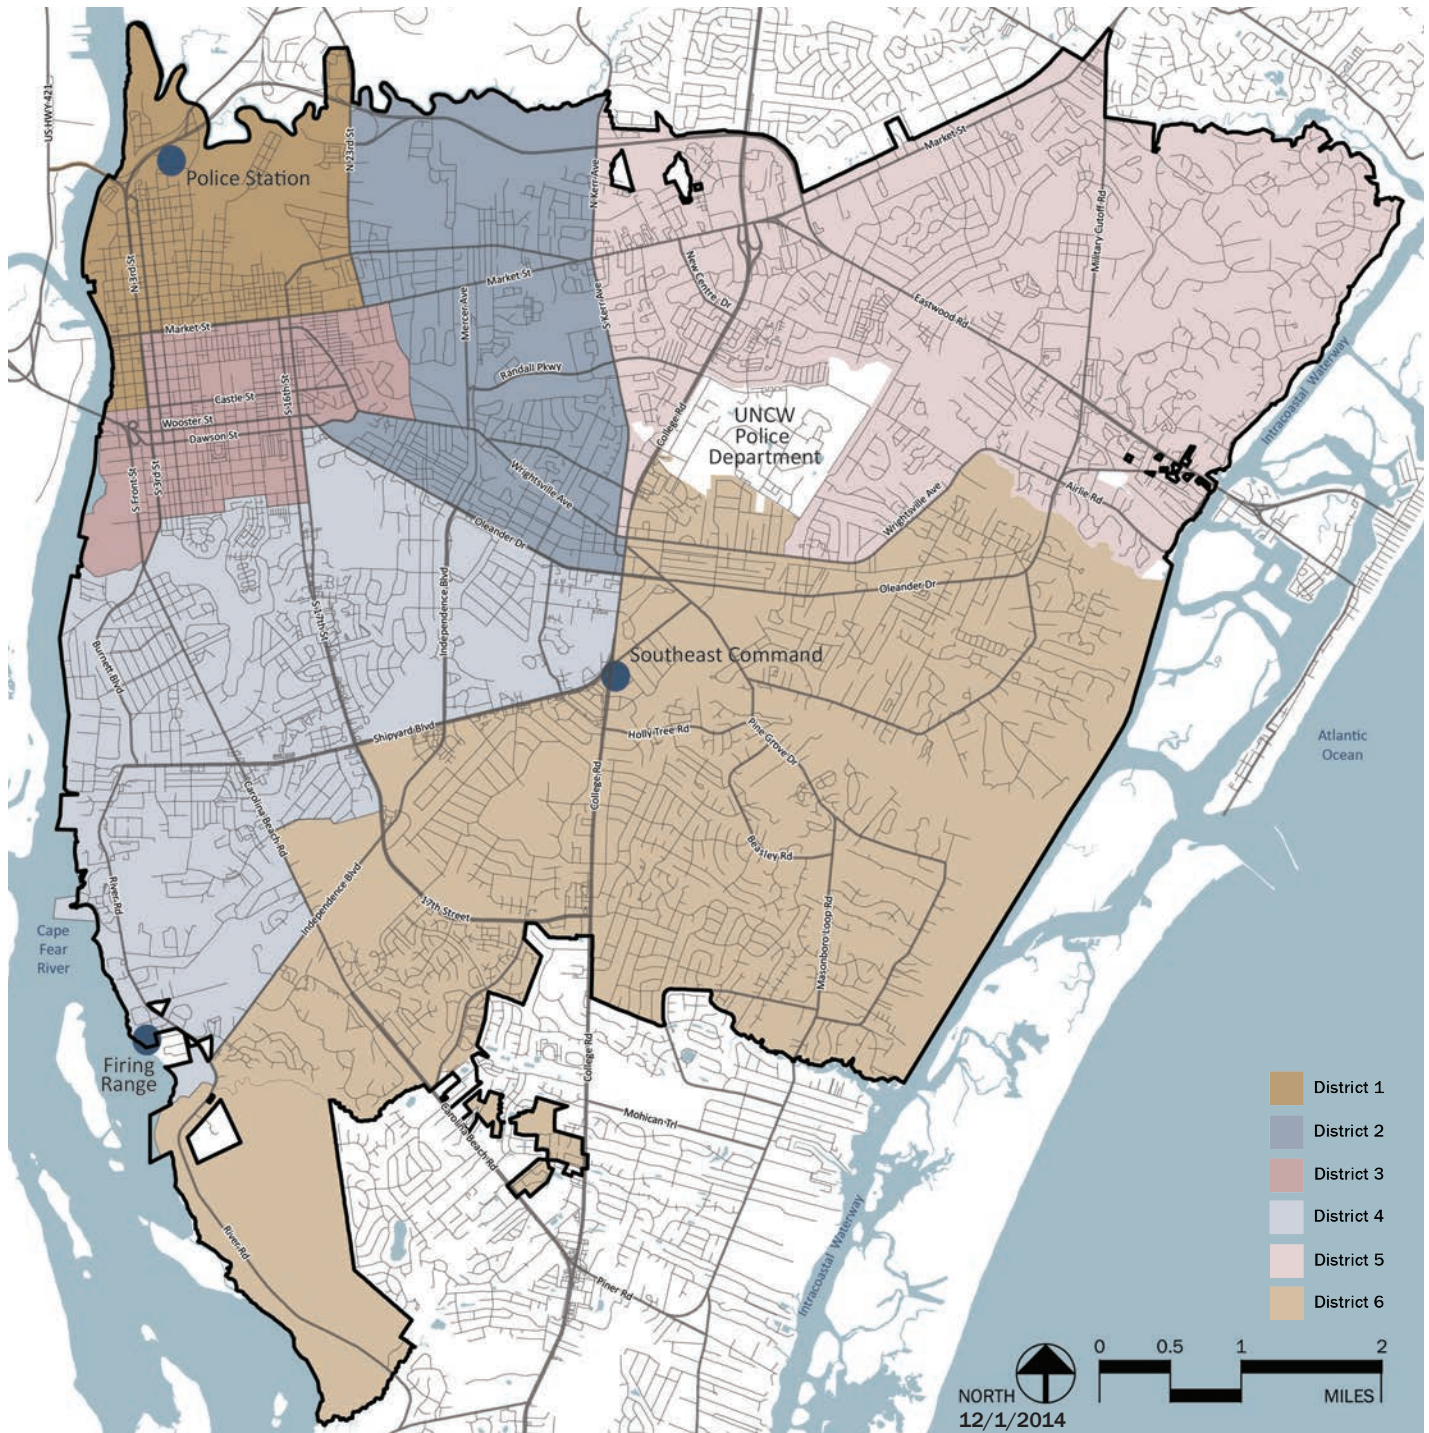 US HWY 421
N 23rd St
Police Station
N Kerr Ave
Market St
Military Cutoff Rd
N 3rd St
New Centre Dr
Market St
Mercer Ave
S Kerr Ave
Eastwood Rd
Market St
Randall Pkwy
Intracoastal Waterway
S 16th St
Castle St
Wooster St
Dawson St
College Rd
UNCW
Police
Department
S Front St
S 3rd St
Wrightsville Ave
Wrightsville Ave
Airlie Rd
Oleander Dr
Oleander Dr
Independence Blvd
S 17th St
Burnett Blvd
Southeast Command
Shipyard Blvd
Holly Tree Rd
Pine Grove Dr
Atlantic
Ocean
College Rd
Carolina Beach Rd
Beasley Rd
River Rd
Independence Blvd
17th Street
Masonboro Loop Rd
Cape
Fear
River
Firing
Range
College Rd
Carolina Beach Rd
Mohican Trl
River Rd
Intracoastal Waterway
Piner Rd
District 1
District 2
District 3
District 4
District 5
District 6
0 0.5 1 2
NORTH MILES
12/1/2014